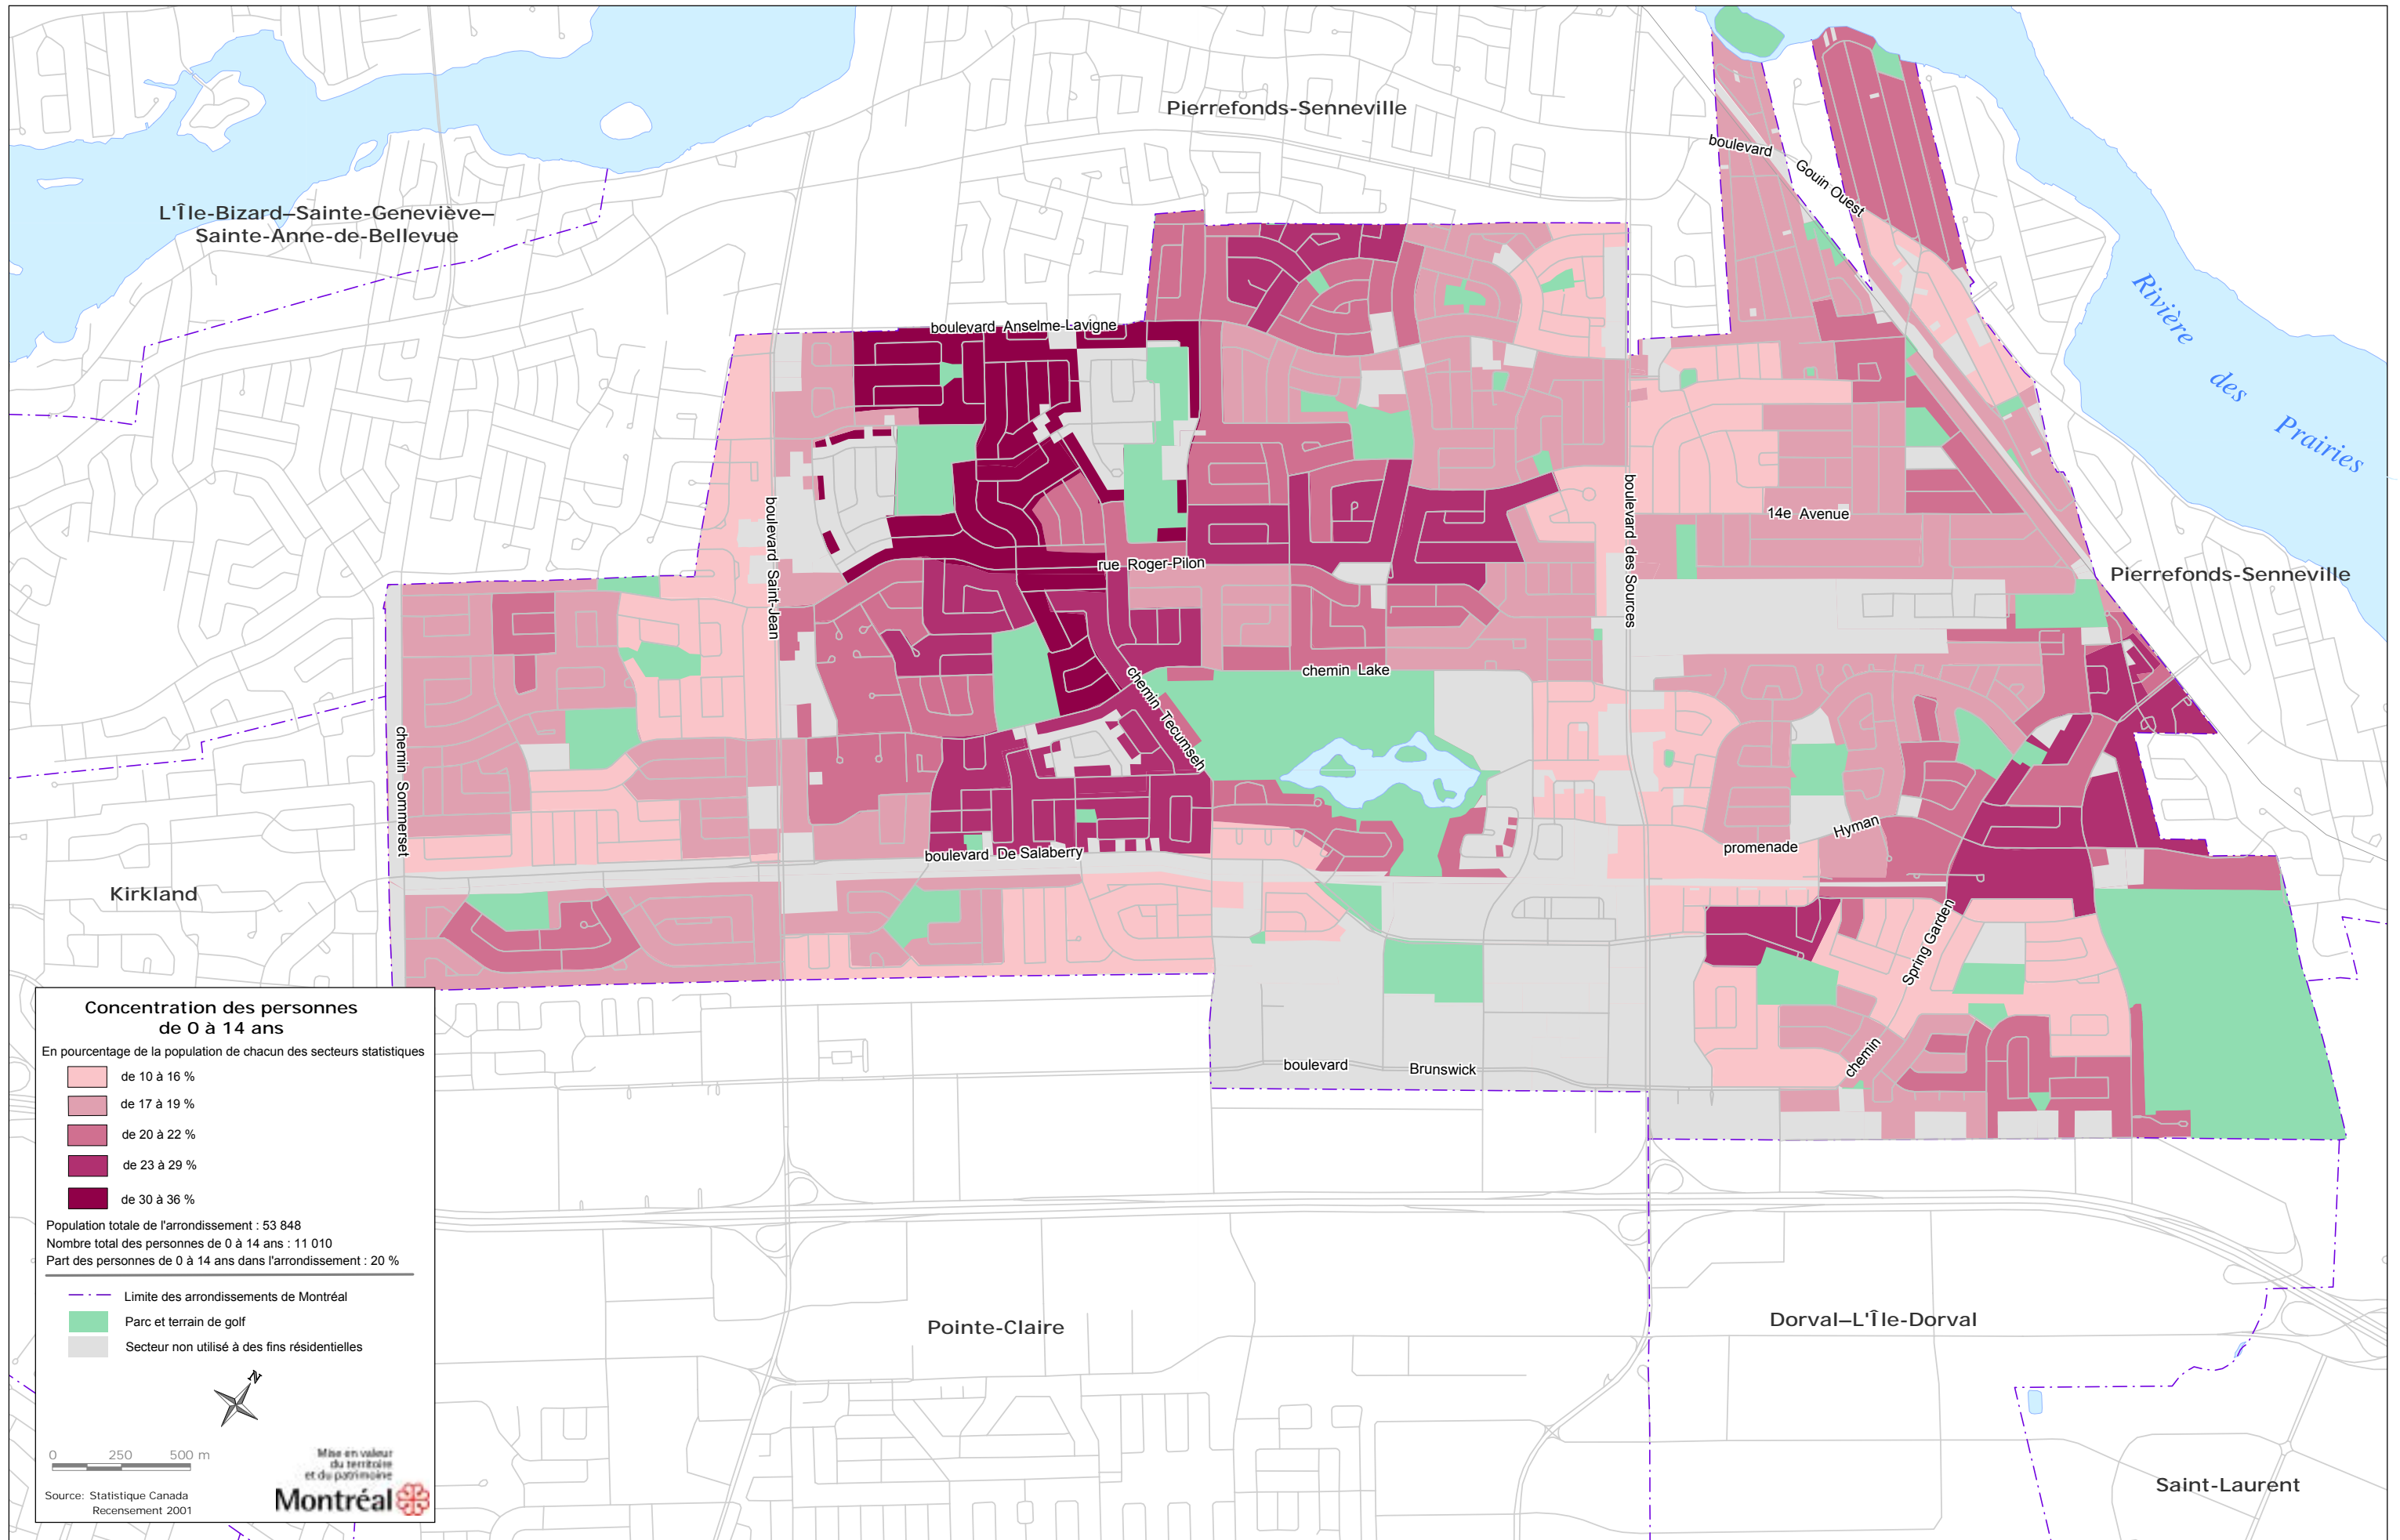 Pierrefonds-Senneville
boulevard
Gouin Ouest
L'Île-Bizard–Sainte-Geneviève–
Sainte-Anne-de-Bellevue
Rivière
des
Prairies
boulevard Anselme-Lavigne
boulevard Saint-Jean
boulevard des Sources
14e Avenue
rue Roger-Pilon
Pierrefonds-Senneville
chemin Lake
chemin Tecumseh
chemin Sommerset
Hyman
promenade
boulevard De Salaberry
Kirkland
Spring Garden
chemin
boulevard
Brunswick
Pointe-Claire
Dorval–L'Île-Dorval
Saint-Laurent
Concentration des personnes
de 0 à 14 ans
En pourcentage de la population de chacun des secteurs statistiques
de 10 à 16 %
de 17 à 19 %
de 20 à 22 %
de 23 à 29 %
de 30 à 36 %
Population totale de l'arrondissement : 53 848
Nombre total des personnes de 0 à 14 ans : 11 010
Part des personnes de 0 à 14 ans dans l'arrondissement : 20 %
Limite des arrondissements de Montréal
Parc et terrain de golf
Secteur non utilisé à des fins résidentielles
N
0 250 500 m
Mise en valeur
du territoire
et du patrimoine
Montréal
Source: Statistique Canada
Recensement 2001